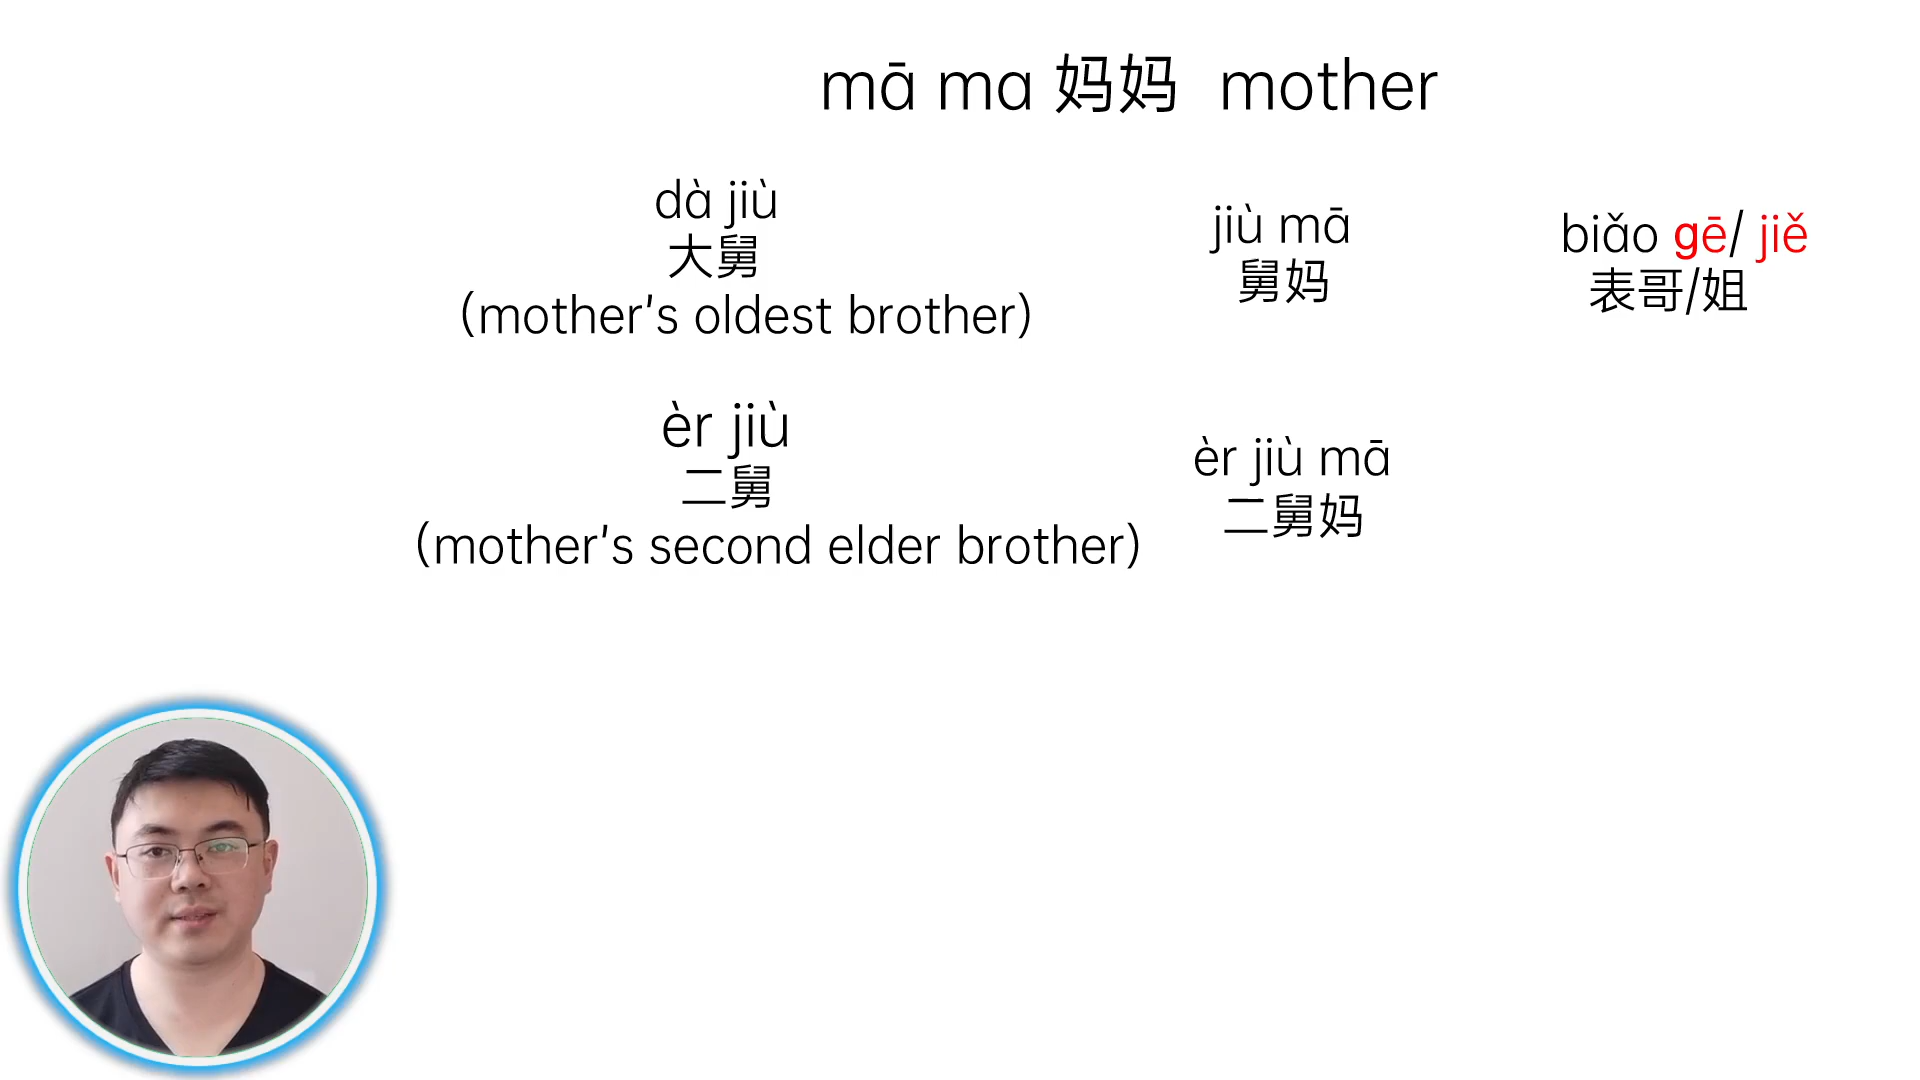 mā ma 妈妈 mother
dà jiù
大舅
(mother's oldest brother)
jiù mā
舅妈
biǎo gē/ jiě
表哥/姐
èr jiù
二舅
(mother's second elder brother)
èr jiù mā
二舅妈